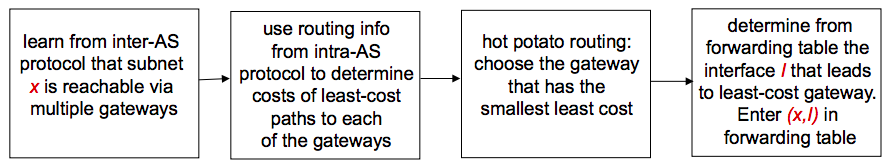 learn from inter-AS
protocol that subnet
x is reachable via
multiple gateways
use routing info
from intra-AS
protocol to determine
costs of least-cost
paths to each
of the gateways
hot potato routing:
choose the gateway
that has the
smallest least cost
determine from
forwarding table the
interface I that leads
to least-cost gateway.
Enter (x,I) in
forwarding table